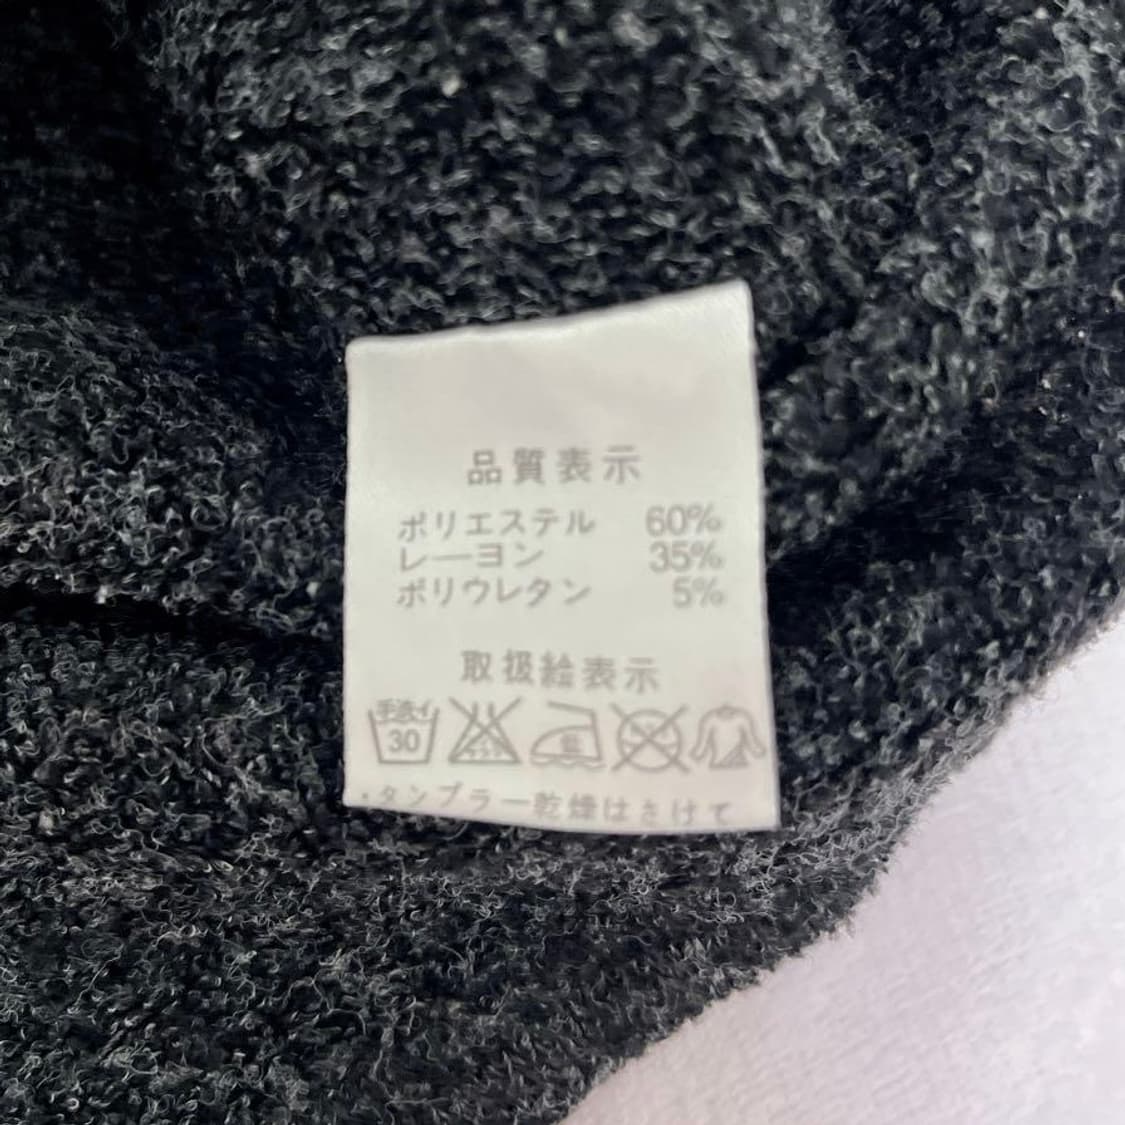 品質表示
ポリエステル 60%
レーヨン 35%
ポリウレタン 5%
取扱絵表示
手洗イ
30
・タンブラー乾燥はさけて